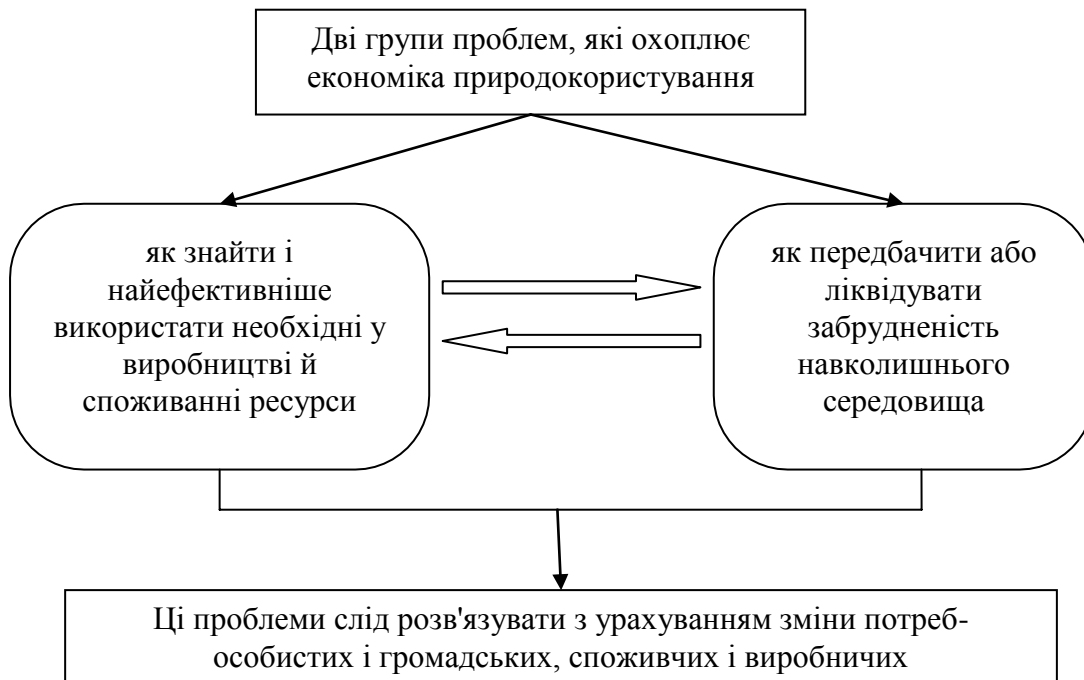 Дві групи проблем, які охоплює
економіка природокористування
як знайти і
найефективніше
використати необхідні у
виробництві й
споживанні ресурси
як передбачити або
ліквідувати
забрудненість
навколишнього
середовища
Ці проблеми слід розв'язувати з урахуванням зміни потреб-
особистих і громадських, споживчих і виробничих